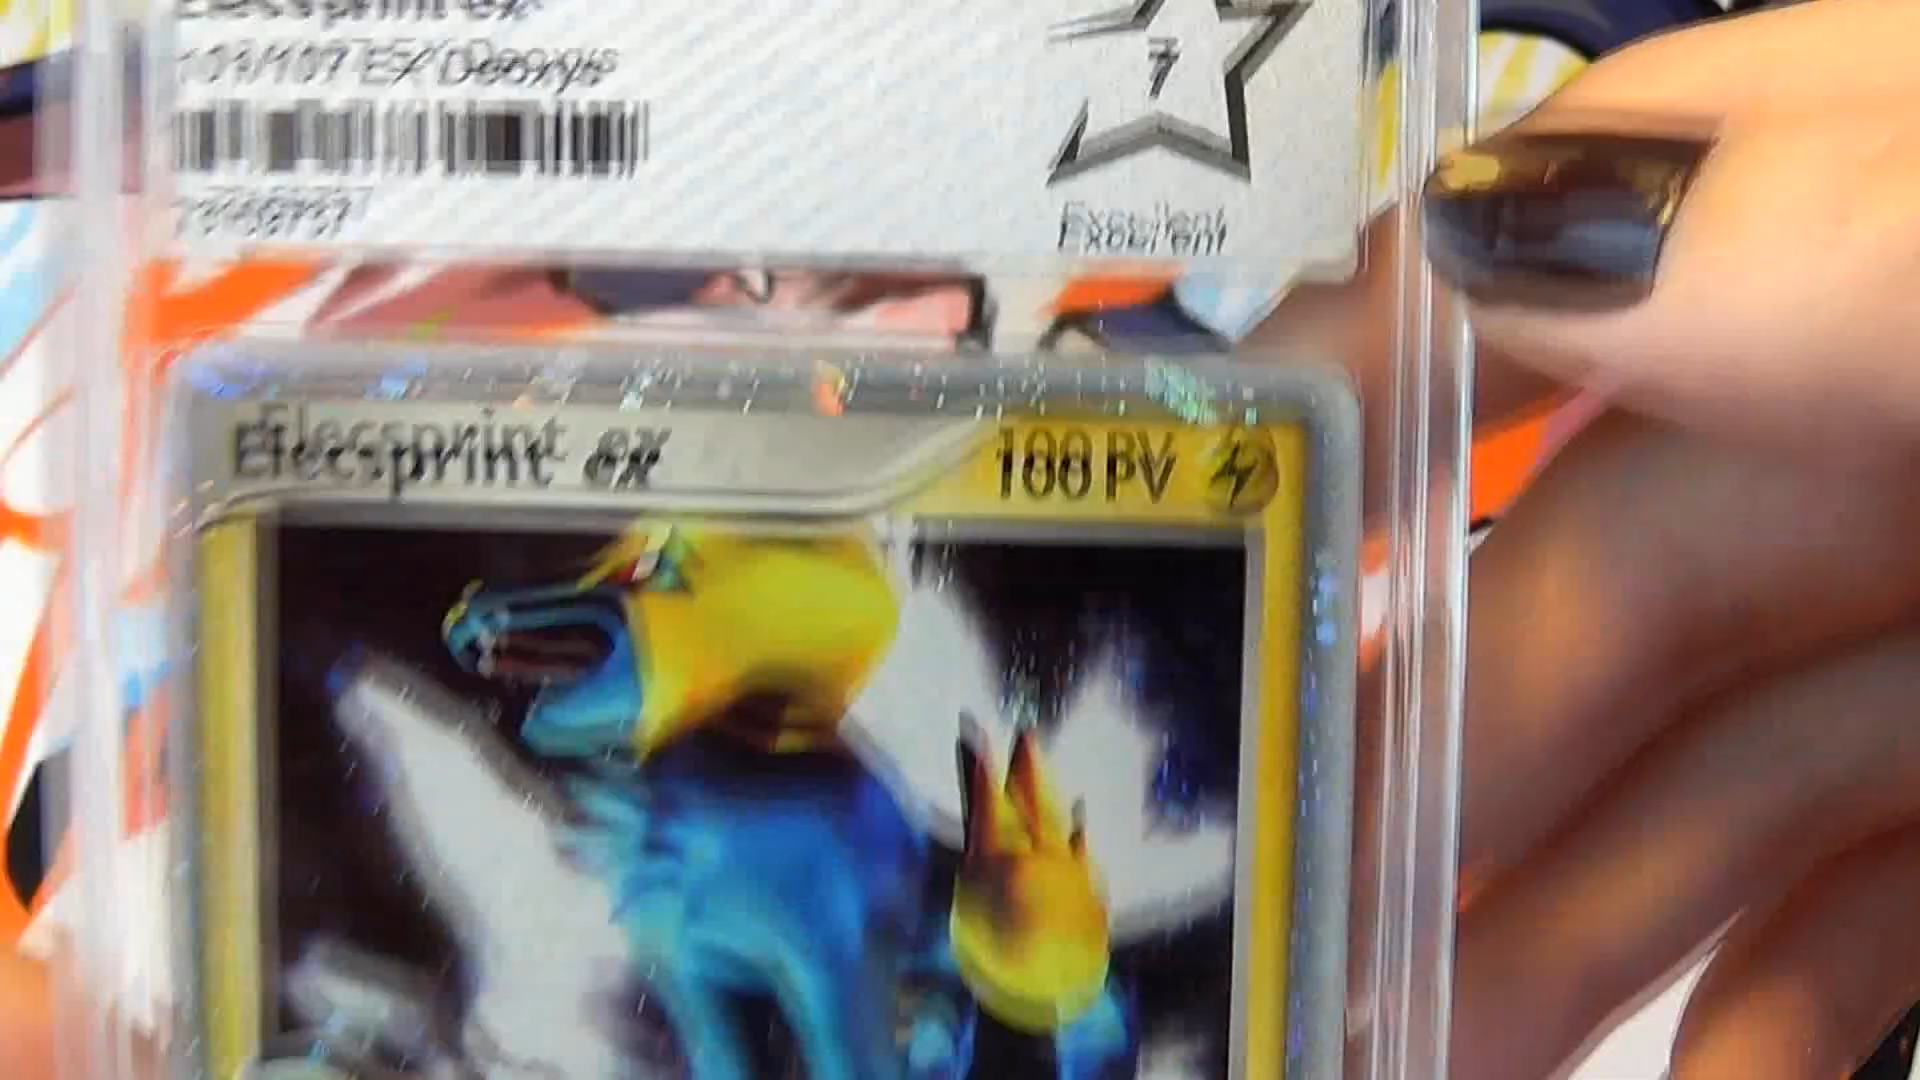 Elecsprint ex
101/107 EX Deoxys
7
Excellent
Elecsprint ex
100 PV